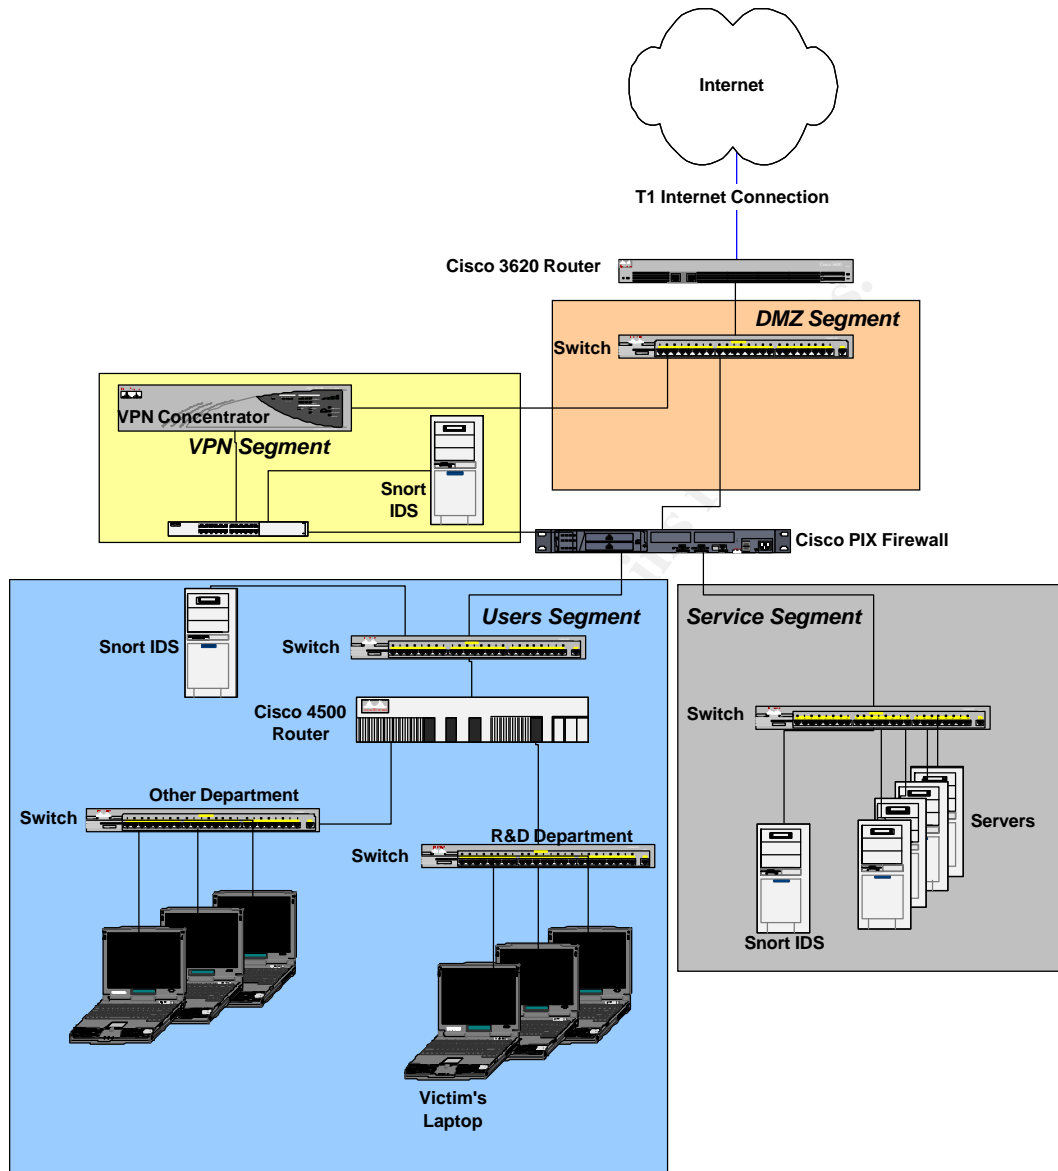 Internet
T1 Internet Connection
Cisco 3620 Router
DMZ Segment
Switch
VPN Concentrator
VPN Segment
Snort
IDS
Cisco PIX Firewall
Users Segment
Service Segment
Snort IDS
Switch
Cisco 4500
Router
Switch
Other Department
Switch
R&D Department
Switch
Servers
Snort IDS
Victim's
Laptop